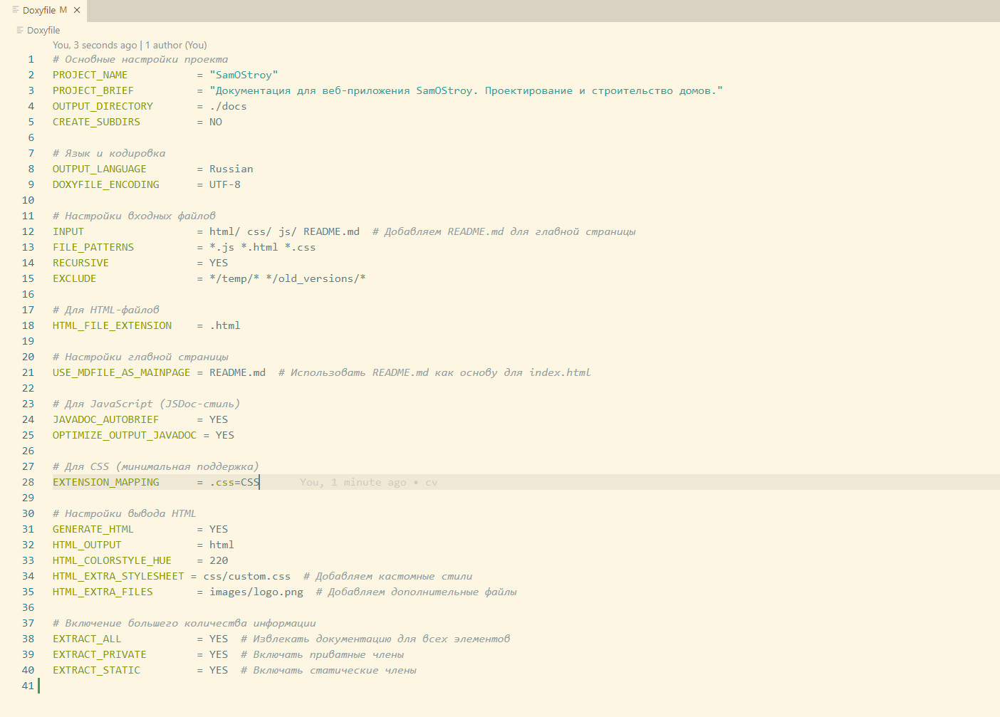 Doxyfile M ×
Doxyfile
You, 3 seconds ago | 1 author (You)
1 # Основные настройки проекта
2 PROJECT_NAME = "SamOStroy"
3 PROJECT_BRIEF = "Документация для веб-приложения SamOStroy. Проектирование и строительство домов."
4 OUTPUT_DIRECTORY = ./docs
5 CREATE_SUBDIRS = NO
6
7 # Язык и кодировка
8 OUTPUT_LANGUAGE = Russian
9 DOXYFILE_ENCODING = UTF-8
10
11 # Настройки входных файлов
12 INPUT = html/ css/ js/ README.md # Добавляем README.md для главной страницы
13 FILE_PATTERNS = *.js *.html *.css
14 RECURSIVE = YES
15 EXCLUDE = */temp/* */old_versions/*
16
17 # Для HTML-файлов
18 HTML_FILE_EXTENSION = .html
19
20 # Настройки главной страницы
21 USE_MDFILE_AS_MAINPAGE = README.md # Использовать README.md как основу для index.html
22
23 # Для JavaScript (JSDoc-стиль)
24 JAVADOC_AUTOBRIEF = YES
25 OPTIMIZE_OUTPUT_JAVADOC = YES
26
27 # Для CSS (минимальная поддержка)
28 EXTENSION_MAPPING = .css=CSS You, 1 minute ago • cv
29
30 # Настройки вывода HTML
31 GENERATE_HTML = YES
32 HTML_OUTPUT = html
33 HTML_COLORSTYLE_HUE = 220
34 HTML_EXTRA_STYLESHEET = css/custom.css # Добавляем кастомные стили
35 HTML_EXTRA_FILES = images/logo.png # Добавляем дополнительные файлы
36
37 # Включение большего количества информации
38 EXTRACT_ALL = YES # Извлекать документацию для всех элементов
39 EXTRACT_PRIVATE = YES # Включать приватные члены
40 EXTRACT_STATIC = YES # Включать статические члены
41